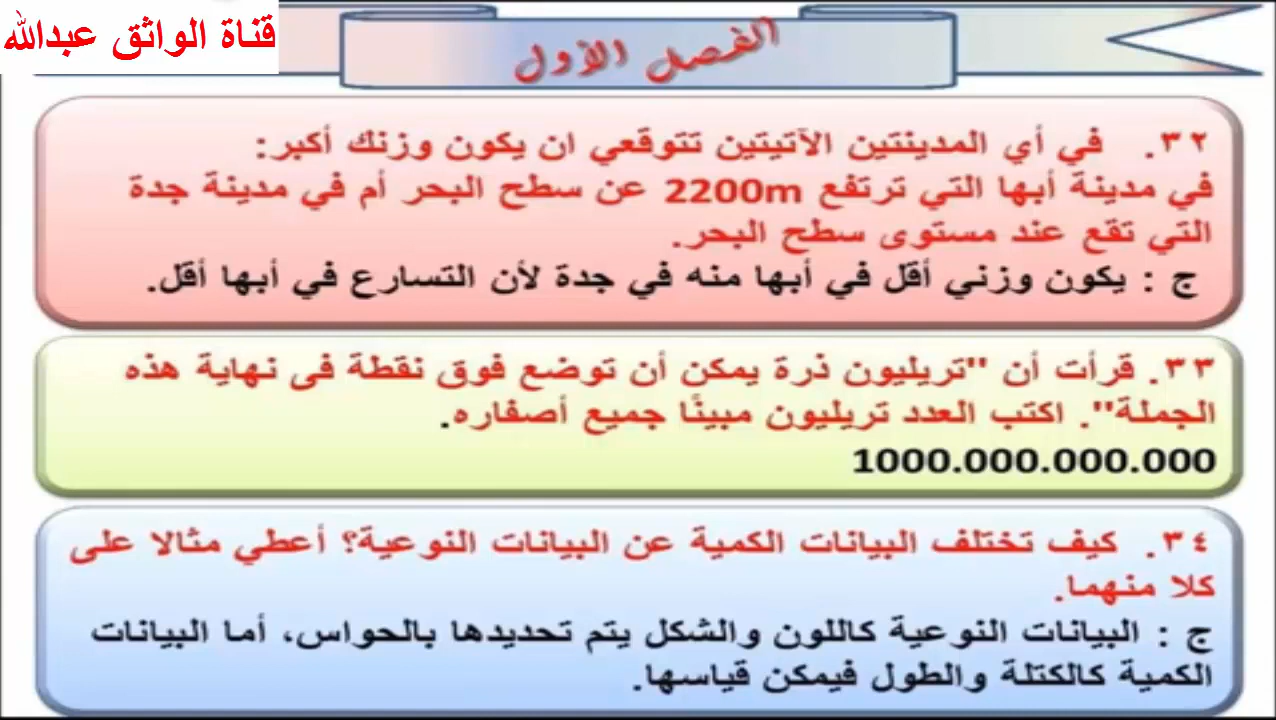 قناة الواثق عبدالله
الفصل الأول
٣٢. في أي المدينتين الآتيتين تتوقعي ان يكون وزنك أكبر:
في مدينة أبها التي ترتفع 2200m عن سطح البحر أم في مدينة جدة
التي تقع عند مستوى سطح البحر.
ج : يكون وزني أقل في أبها منه في جدة لأن التسارع في أبها أقل.
٣٣. قرأت أن "تريليون ذرة يمكن أن توضع فوق نقطة فى نهاية هذه
الجملة". اكتب العدد تريليون مبينًا جميع أصفاره.
1000.000.000.000
٣٤. كيف تختلف البيانات الكمية عن البيانات النوعية؟ أعطي مثالا على
كلا منهما.
ج : البيانات النوعية كاللون والشكل يتم تحديدها بالحواس، أما البيانات
الكمية كالكتلة والطول فيمكن قياسها.